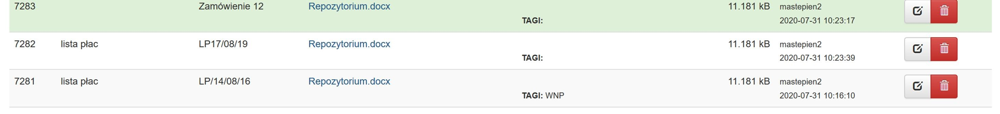 7283 Zamówienie 12 Repozytorium.docx 11.181 kB mastepien2
TAGI: 2020-07-31 10:23:17
7282 lista płac LP17/08/19 Repozytorium.docx 11.181 kB mastepien2
TAGI: 2020-07-31 10:23:39
7281 lista płac LP/14/08/16 Repozytorium.docx 11.181 kB mastepien2
TAGI: WNP 2020-07-31 10:16:10